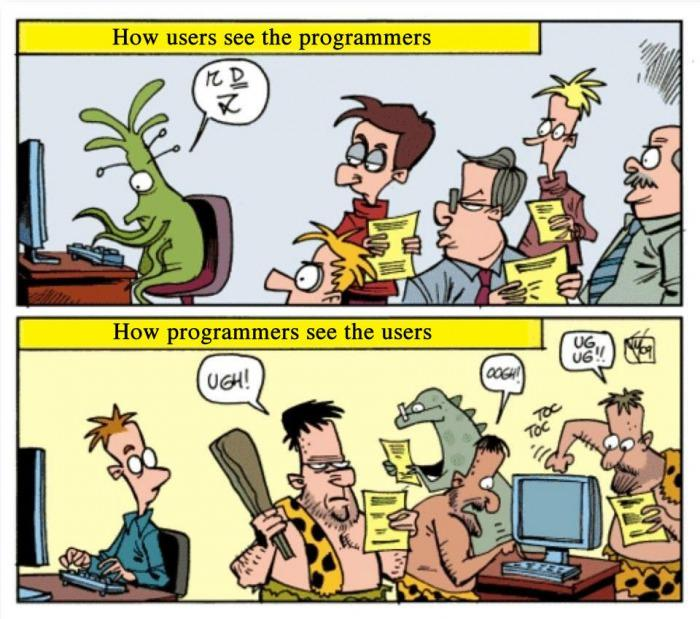 How users see the programmers
How programmers see the users
UGH!
OOGH!
UG
UG!!
TOC
TOC